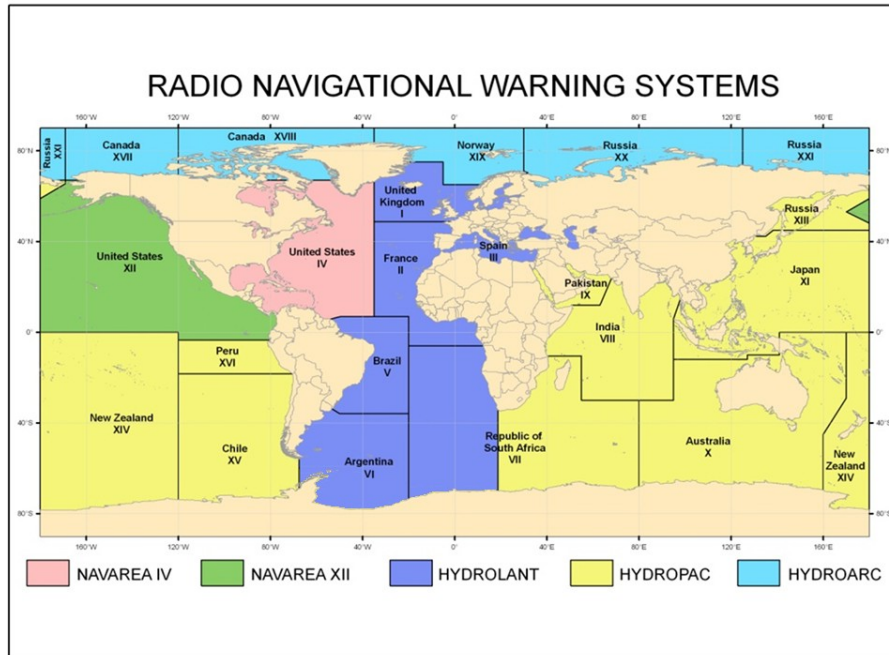 RADIO NAVIGATIONAL WARNING SYSTEMS
160°W 120°W 80°W 40°W 0° 40°E 80°E 120°E 160°E
80°N
80°N
Russia
XXI
Canada
XVII
Canada XVIII
Norway
XIX
Russia
XX
Russia
XXI
United
Kingdom
I
Russia
XIII
40°N
40°N
United States
XII
United States
IV
France
II
Spain
III
Pakistan
IX
Japan
XI
India
VIII
0°
0°
Peru
XVI
Brazil
V
New Zealand
XIV
40°S
40°S
Chile
XV
Argentina
VI
Republic of
South Africa
VII
Australia
X
New
Zealand
XIV
80°S
80°S
160°W 120°W 80°W 40°W 0° 40°E 80°E 120°E 160°E
NAVAREA IV NAVAREA XII HYDROLANT HYDROPAC HYDROARC